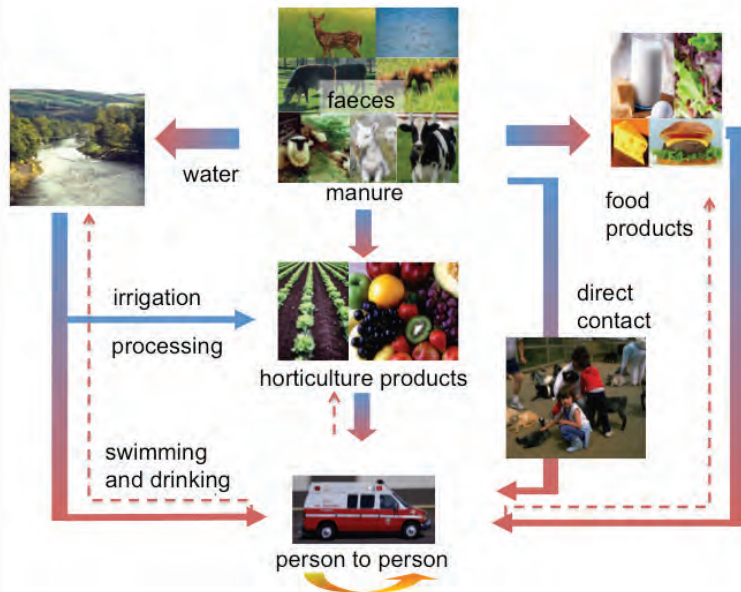 faeces
manure
water
food
products
irrigation
processing
direct
contact
horticulture products
swimming
and drinking
person to person